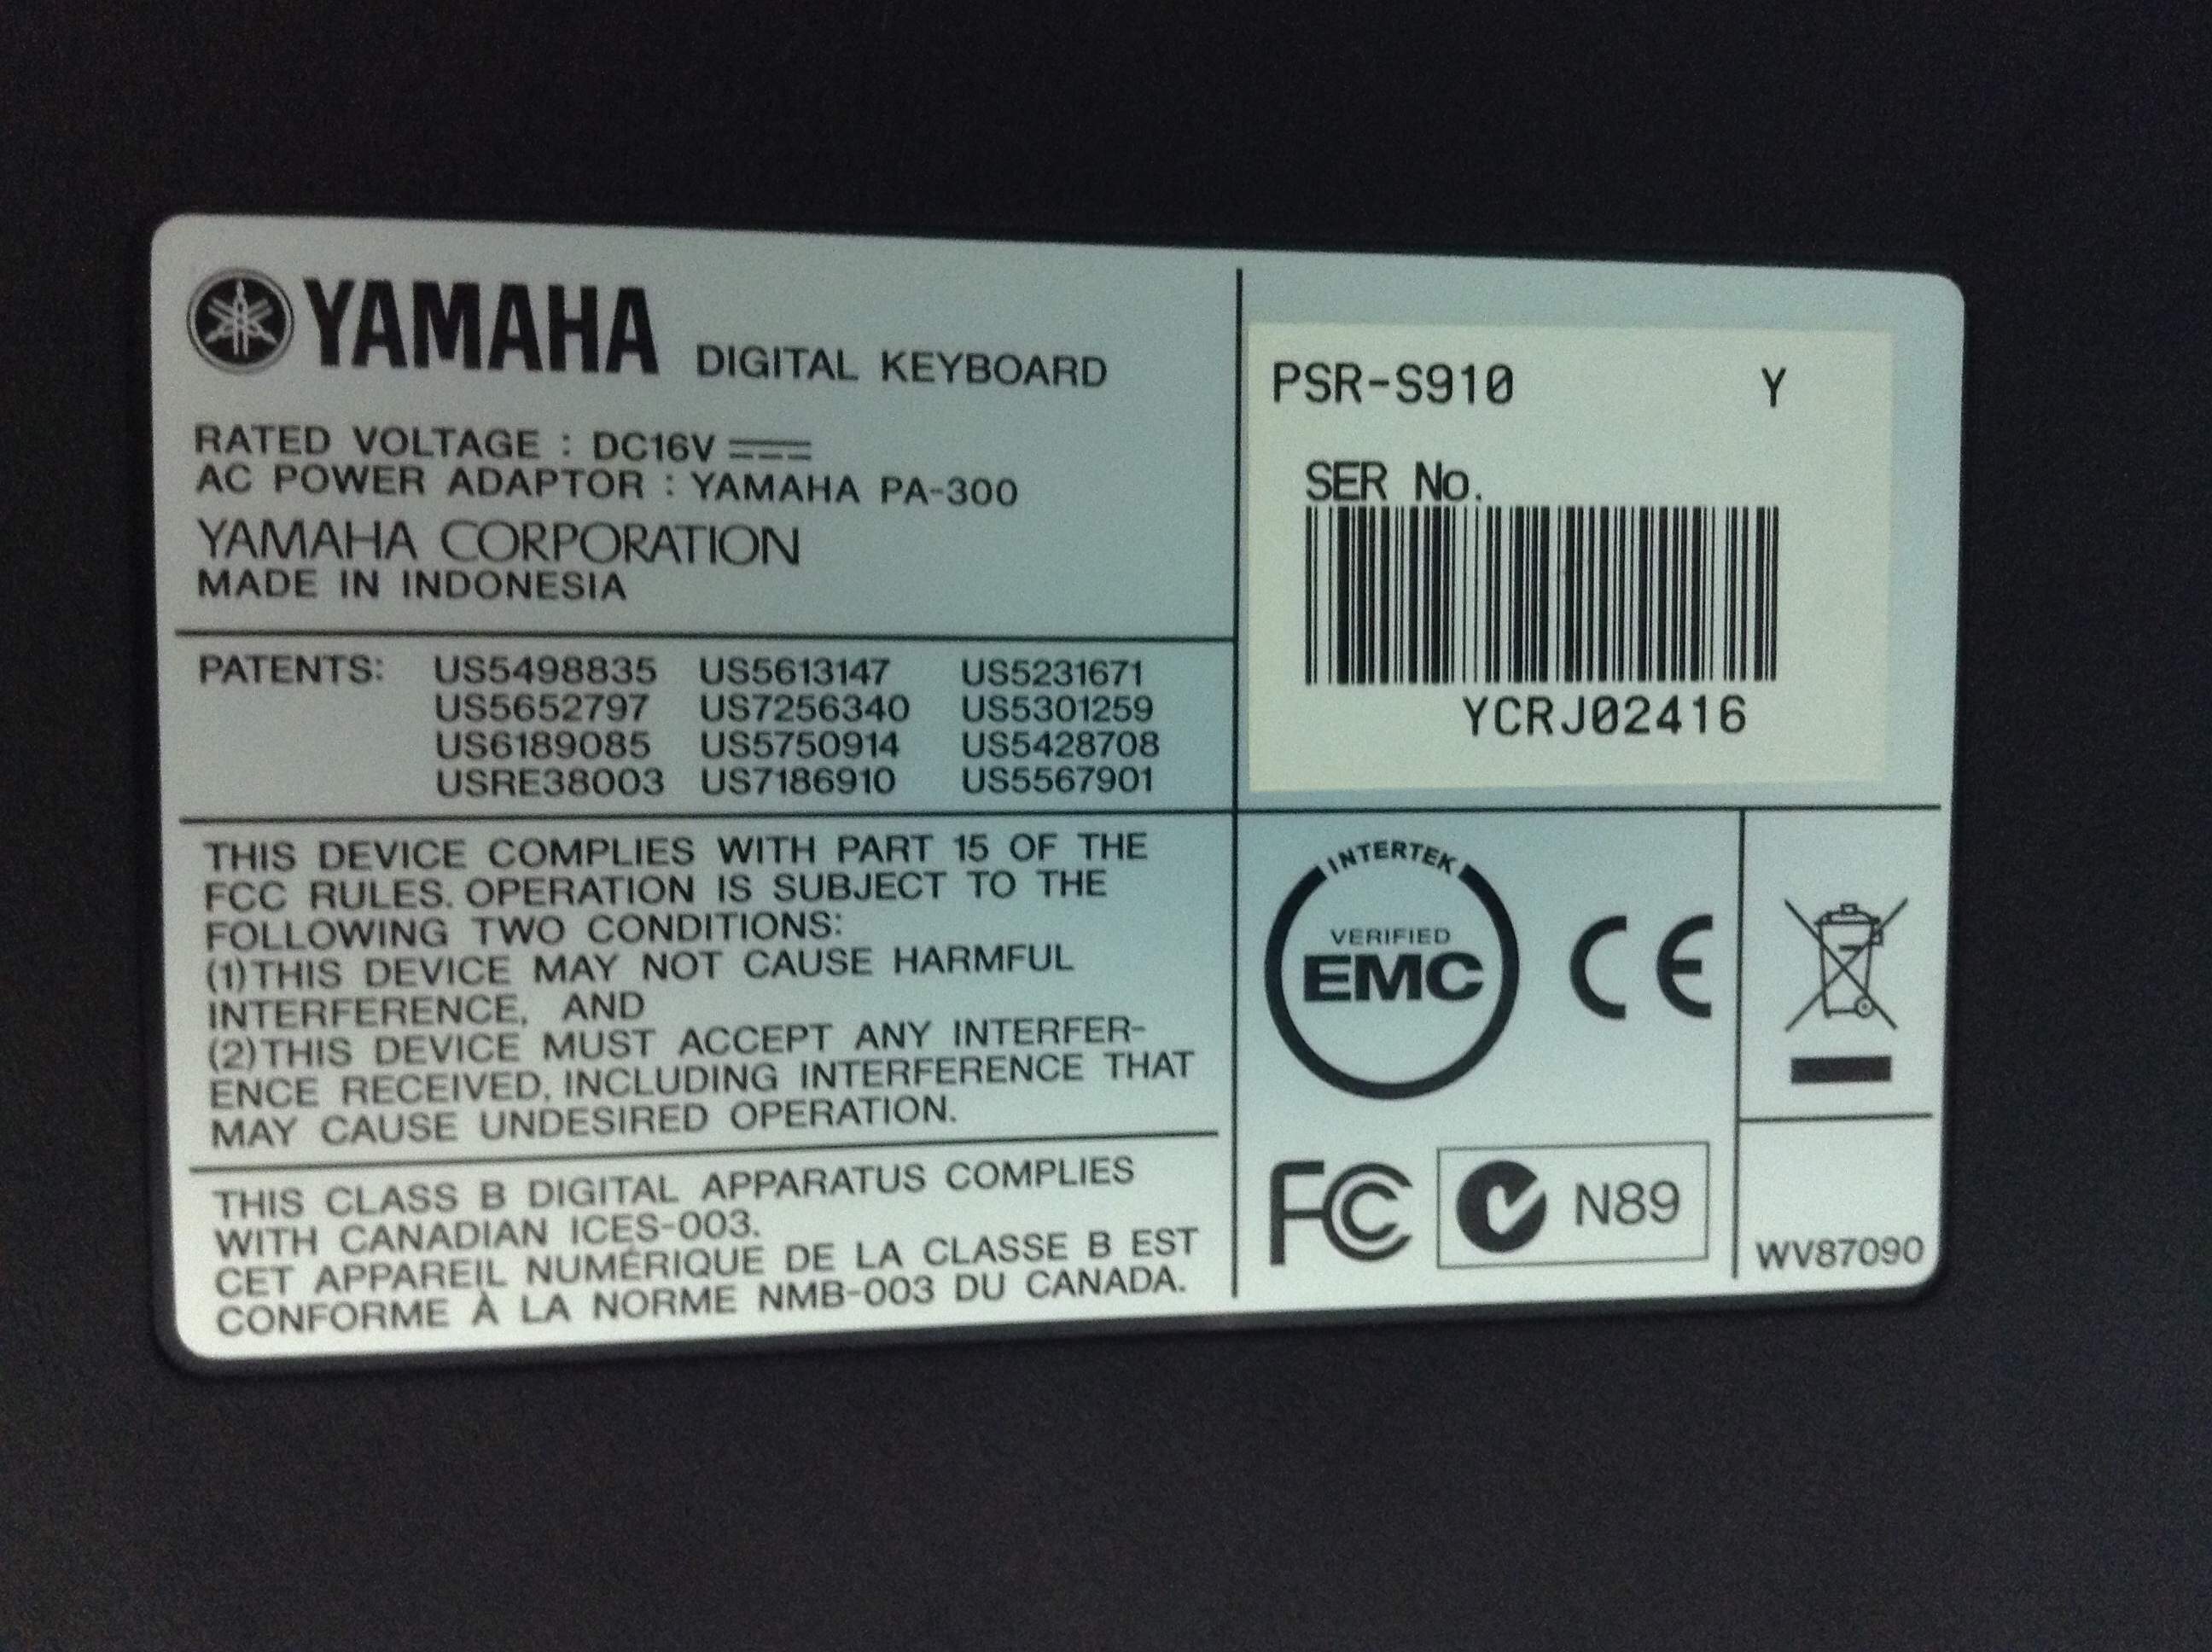 YAMAHA DIGITAL KEYBOARD
RATED VOLTAGE : DC16V
AC POWER ADAPTOR : YAMAHA PA-300
YAMAHA CORPORATION
MADE IN INDONESIA
PATENTS: US5498835 US5613147 US5231671
US5652797 US7256340 US5301259
US6189085 US5750914 US5428708
USRE38003 US7186910 US5567901
THIS DEVICE COMPLIES WITH PART 15 OF THE
FCC RULES. OPERATION IS SUBJECT TO THE
FOLLOWING TWO CONDITIONS:
(1)THIS DEVICE MAY NOT CAUSE HARMFUL
INTERFERENCE, AND
(2)THIS DEVICE MUST ACCEPT ANY INTERFER-
ENCE RECEIVED, INCLUDING INTERFERENCE THAT
MAY CAUSE UNDESIRED OPERATION.
THIS CLASS B DIGITAL APPARATUS COMPLIES
WITH CANADIAN ICES-003.
CET APPAREIL NUMÉRIQUE DE LA CLASSE B EST
CONFORME À LA NORME NMB-003 DU CANADA.
PSR-S910 Y
SER No.
YCRJ02416
INTERTEK
VERIFIED
EMC
CE
FC
N89
WV87090